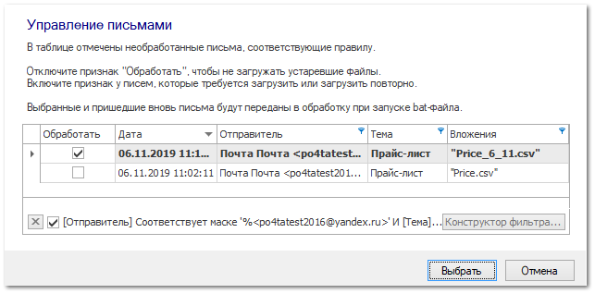 Управление письмами
В таблице отмечены необработанные письма, соответствующие правилу.
Отключите признак "Обработать", чтобы не загружать устаревшие файлы.
Включите признак у писем, которые требуется загрузить или загрузить повторно.
Выбранные и пришедшие вновь письма будут переданы в обработку при запуске bat-файла.
Обработать Дата Отправитель Тема Вложения
06.11.2019 11:1... Почта Почта <po4tatest... Прайс-лист "Price_6_11.csv"
06.11.2019 11:02:11 Почта Почта <po4tatest201... Прайс-лист "Price.csv"
[Отправитель] Соответствует маске '%<po4tatest2016@yandex.ru>' И [Тема]... Конструктор фильтра...
Выбрать Отмена